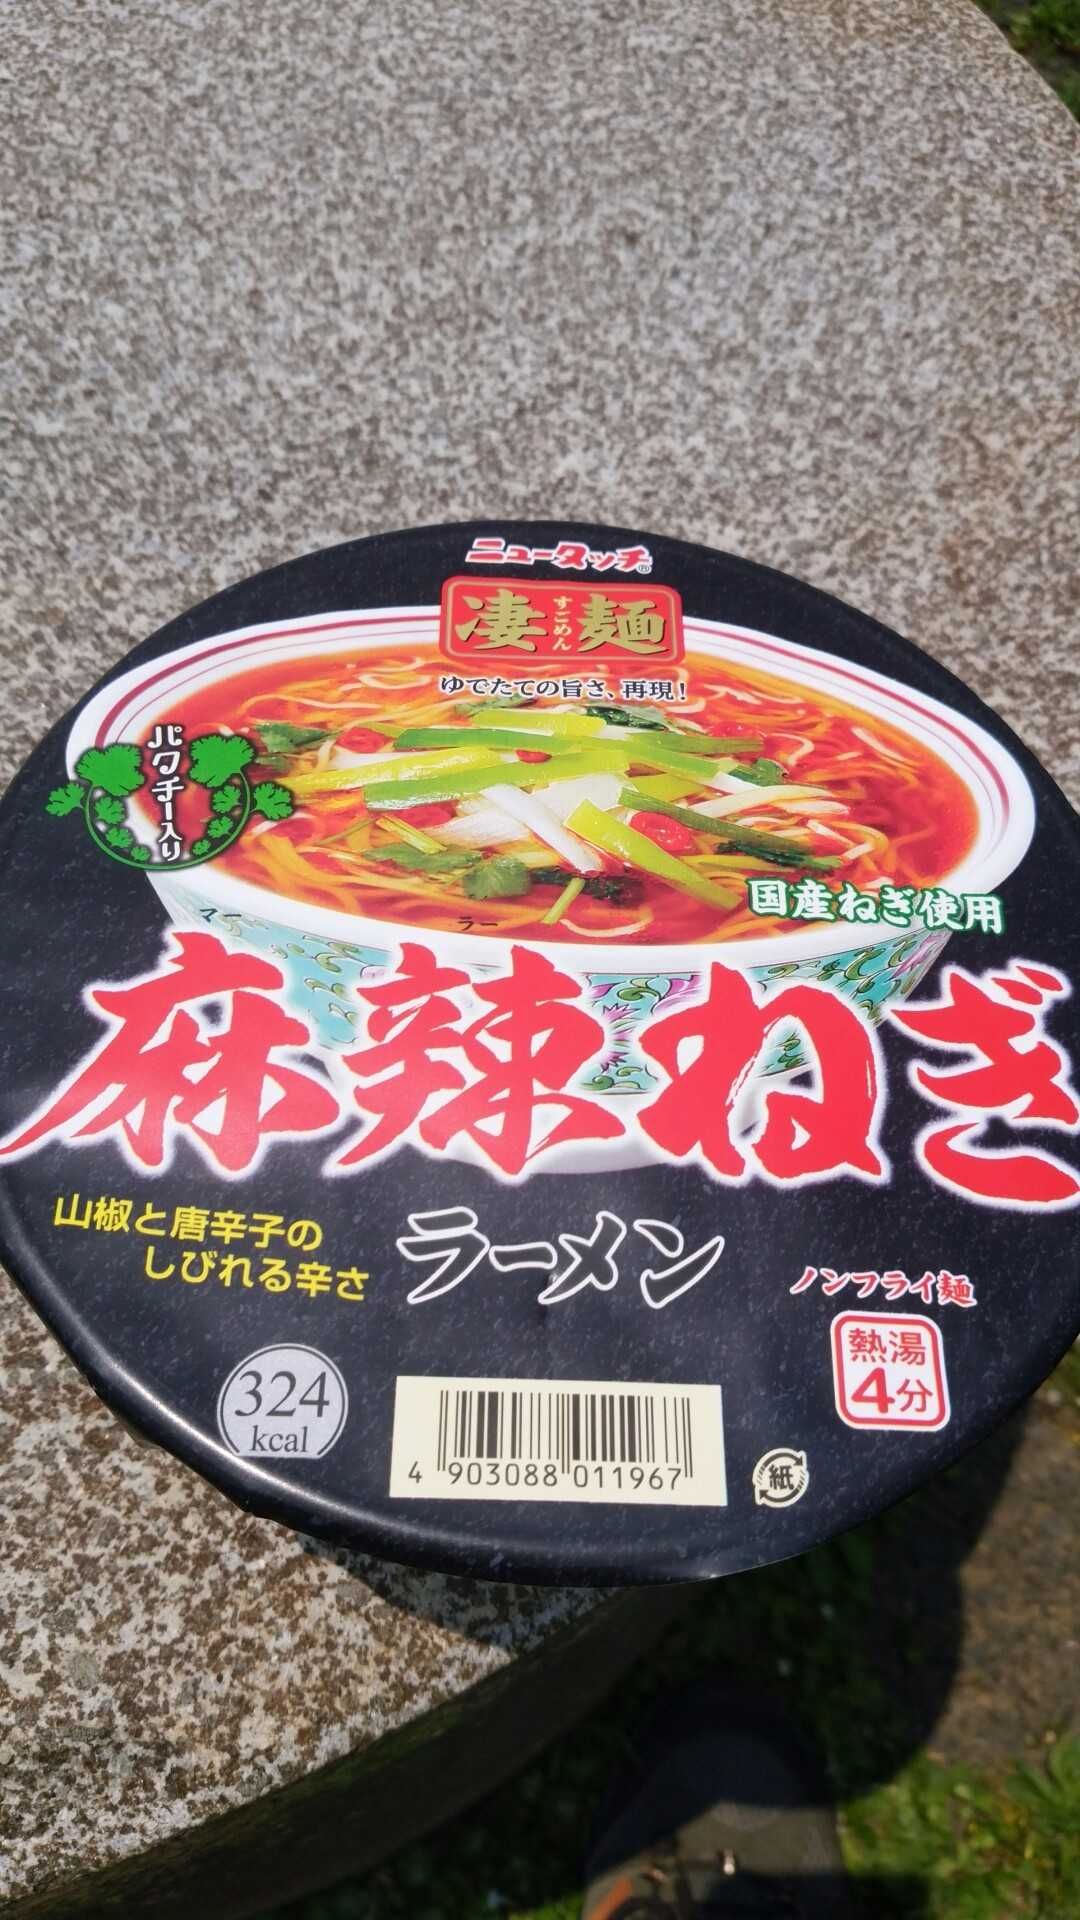 ニュータッチ®
凄麺
すごめん
ゆでたての旨さ、再現!
パクチー入り
国産ねぎ使用
マー ラー
麻辣ねぎ
ラーメン
山椒と唐辛子の
しびれる辛さ
ノンフライ麺
熱湯
4分
324
kcal
4 903088 011967
紙